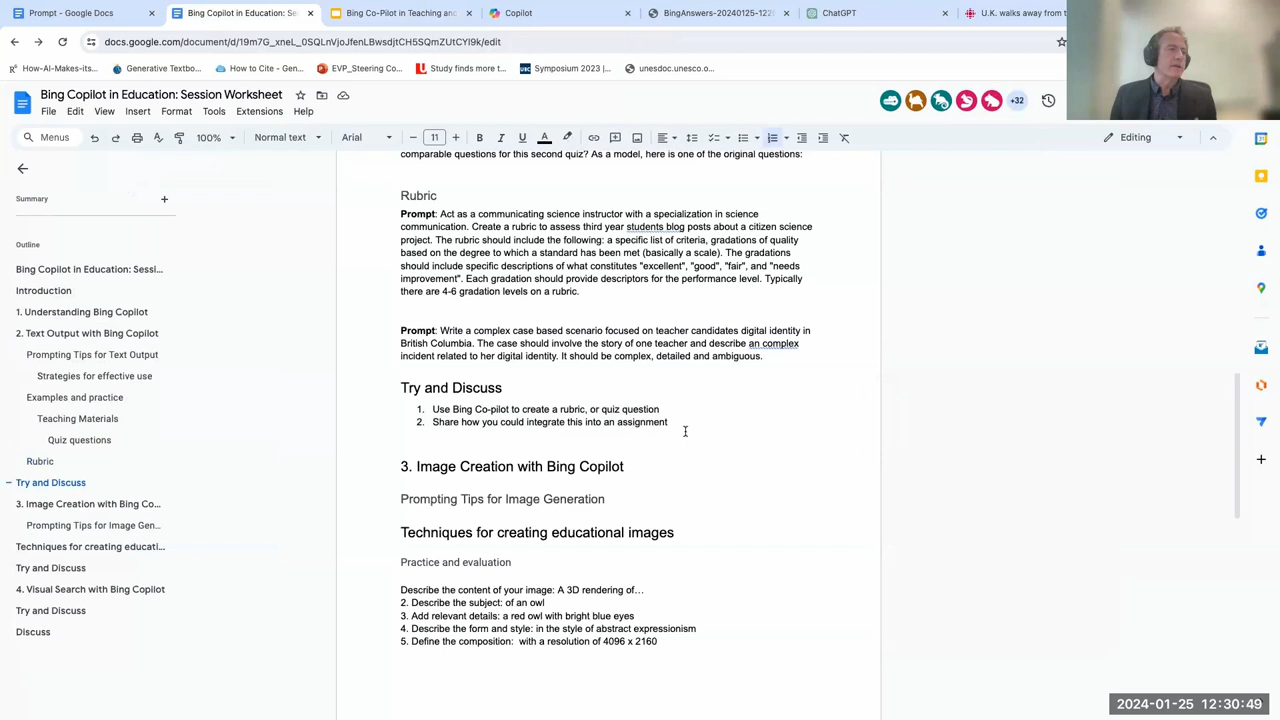 Prompt - Google Docs
Bing Copilot in Education: Ses
Bing Co-Pilot in Teaching and
Copilot
BingAnswers-20240125-122
ChatGPT
U.K. walks away from t
docs.google.com/document/d/19m7G_xneL_0SQLnVjoJfenLBwsdjtCH5SQmZUtCYI9k/edit
How-AI-Makes-its...
Generative Textbo...
How to Cite - Gen...
EVP_Steering Co...
Study finds more t...
Symposium 2023 |...
unesdoc.unesco.o...
Bing Copilot in Education: Session Worksheet
File Edit View Insert Format Tools Extensions Help
+32
Menus
100%
Normal text
Arial
11
Editing
Summary
Outline
Bing Copilot in Education: Sessi...
Introduction
1. Understanding Bing Copilot
2. Text Output with Bing Copilot
Prompting Tips for Text Output
Strategies for effective use
Examples and practice
Teaching Materials
Quiz questions
Rubric
Try and Discuss
3. Image Creation with Bing Co...
Prompting Tips for Image Gen...
Techniques for creating educati...
Try and Discuss
4. Visual Search with Bing Copilot
Try and Discuss
Discuss
comparable questions for this second quiz? As a model, here is one of the original questions:
Rubric
Prompt: Act as a communicating science instructor with a specialization in science
communication. Create a rubric to assess third year students blog posts about a citizen science
project. The rubric should include the following: a specific list of criteria, gradations of quality
based on the degree to which a standard has been met (basically a scale). The gradations
should include specific descriptions of what constitutes "excellent", "good", "fair", and "needs
improvement". Each gradation should provide descriptors for the performance level. Typically
there are 4-6 gradation levels on a rubric.
Prompt: Write a complex case based scenario focused on teacher candidates digital identity in
British Columbia. The case should involve the story of one teacher and describe an complex
incident related to her digital identity. It should be complex, detailed and ambiguous.
Try and Discuss
1. Use Bing Co-pilot to create a rubric, or quiz question
2. Share how you could integrate this into an assignment
3. Image Creation with Bing Copilot
Prompting Tips for Image Generation
Techniques for creating educational images
Practice and evaluation
Describe the content of your image: A 3D rendering of…
2. Describe the subject: of an owl
3. Add relevant details: a red owl with bright blue eyes
4. Describe the form and style: in the style of abstract expressionism
5. Define the composition: with a resolution of 4096 x 2160
2024-01-25 12:30:49